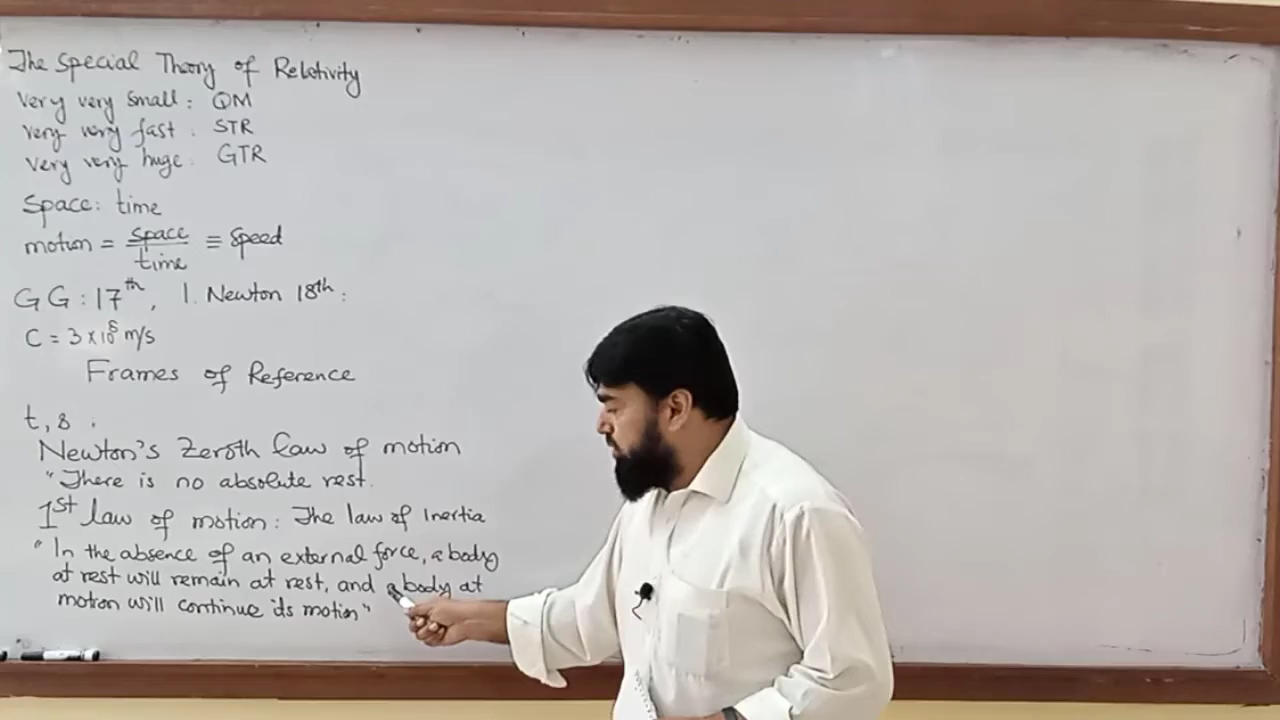 The Special Theory of Relativity
Very very small : QM
Very very fast : STR
Very very huge : GTR
Space : time
motion = space/time ≡ speed
G G : 17th, I. Newton 18th :
C = 3 × 10^8 m/s
Frames of Reference
t, s :
Newton's Zeroth law of motion
"There is no absolute rest.
1st law of motion : The law of Inertia
"In the absence of an external force, a body
at rest will remain at rest, and a body at
motion will continue its motion"